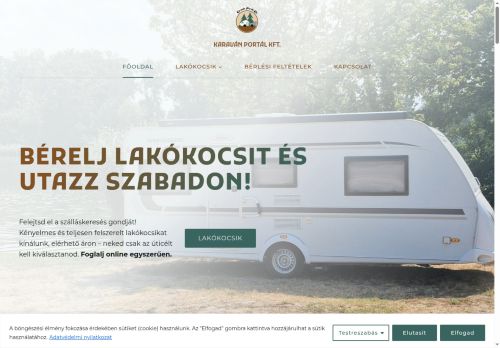 KARAVÁN PORTÁL KFT.
FŐOLDAL
LAKÓKOCSIK
BÉRLÉSI FELTÉTELEK
KAPCSOLAT
BÉRELJ LAKÓKOCSIT ÉS
UTAZZ SZABADON!
Felejtsd el a szálláskeresés gondját!
Kényelmes és teljesen felszerelt lakókocsikat
kínálunk, elérhető áron – neked csak az úticélt
kell kiválasztanod. Foglalj online egyszerűen.
LAKÓKOCSIK
A böngészési élmény fokozása érdekében sütiket (cookie) használunk. Az "Elfogad" gombra kattintva hozzájárulhat a sütik
használatához. Adatvédelmi nyilatkozat
Testreszabás
Elutasít
Elfogad